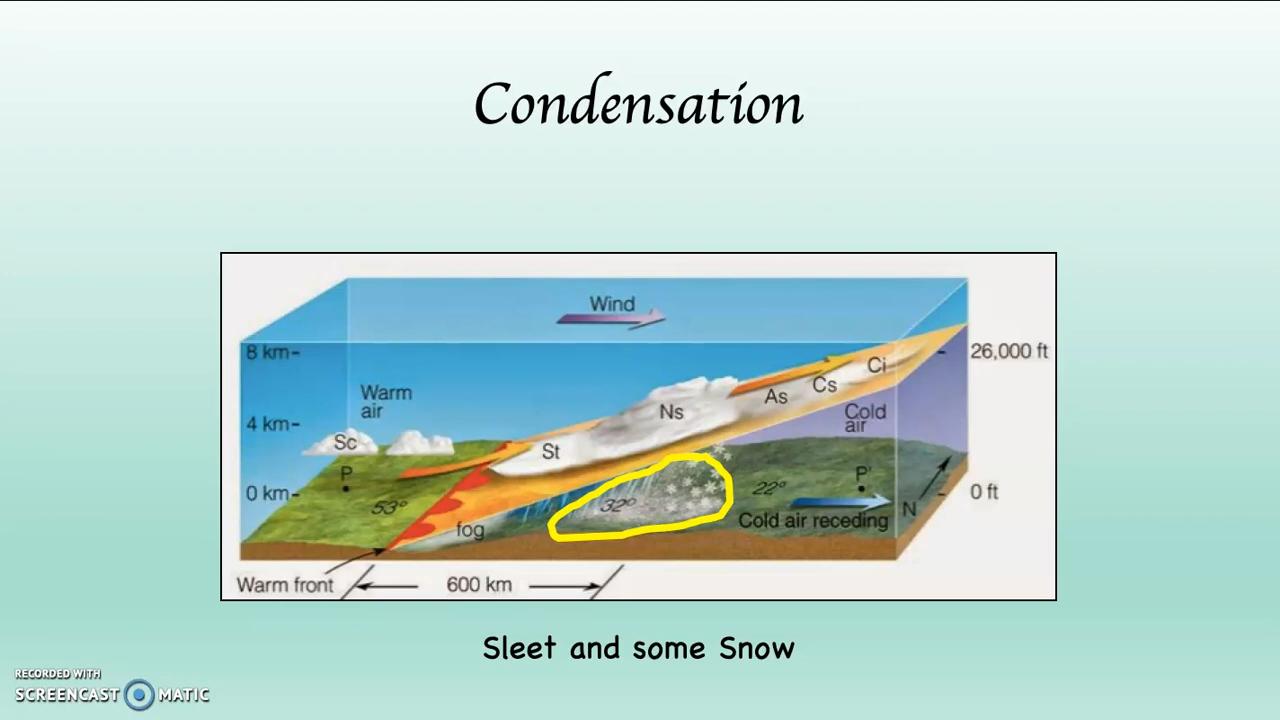 Condensation
Wind
8 km-
26,000 ft
Ci
Cs
As
Warm
air
Ns
Cold
air
4 km-
Sc
St
P
P'
22°
0 km-
0 ft
53°
32°
N
Cold air receding
fog
Warm front
600 km
Sleet and some Snow
RECORDED WITH
SCREENCAST MATIC